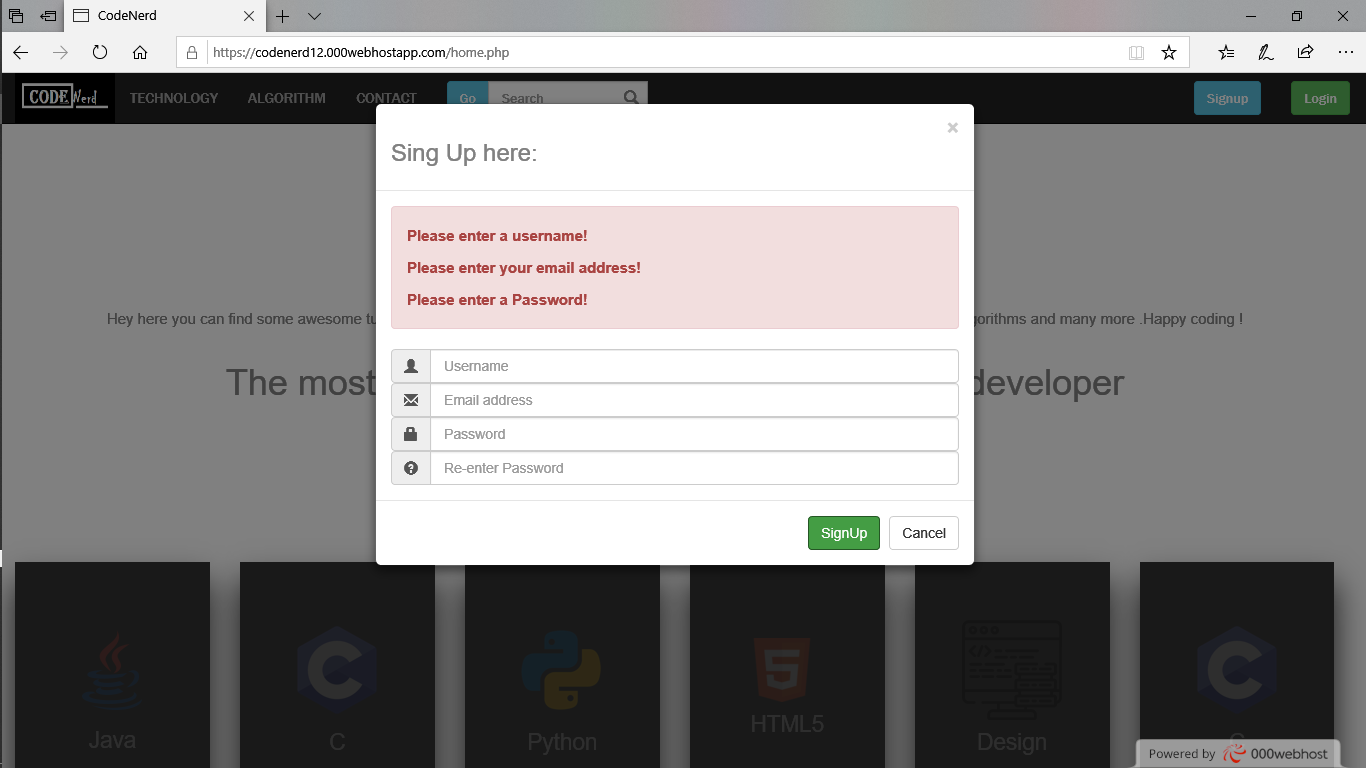 CodeNerd
https://codenerd12.000webhostapp.com/home.php
CODE Nerd TECHNOLOGY ALGORITHM CONTACT Go Search Signup Login
×
Sing Up here:
Please enter a username!
Please enter your email address!
Please enter a Password!
Hey here you can find some awesome tu
gorithms and many more .Happy coding !
Username
The most
developer
Email address
Password
Re-enter Password
SignUp Cancel
Java C Python HTML5 Design C
Powered by 000webhost